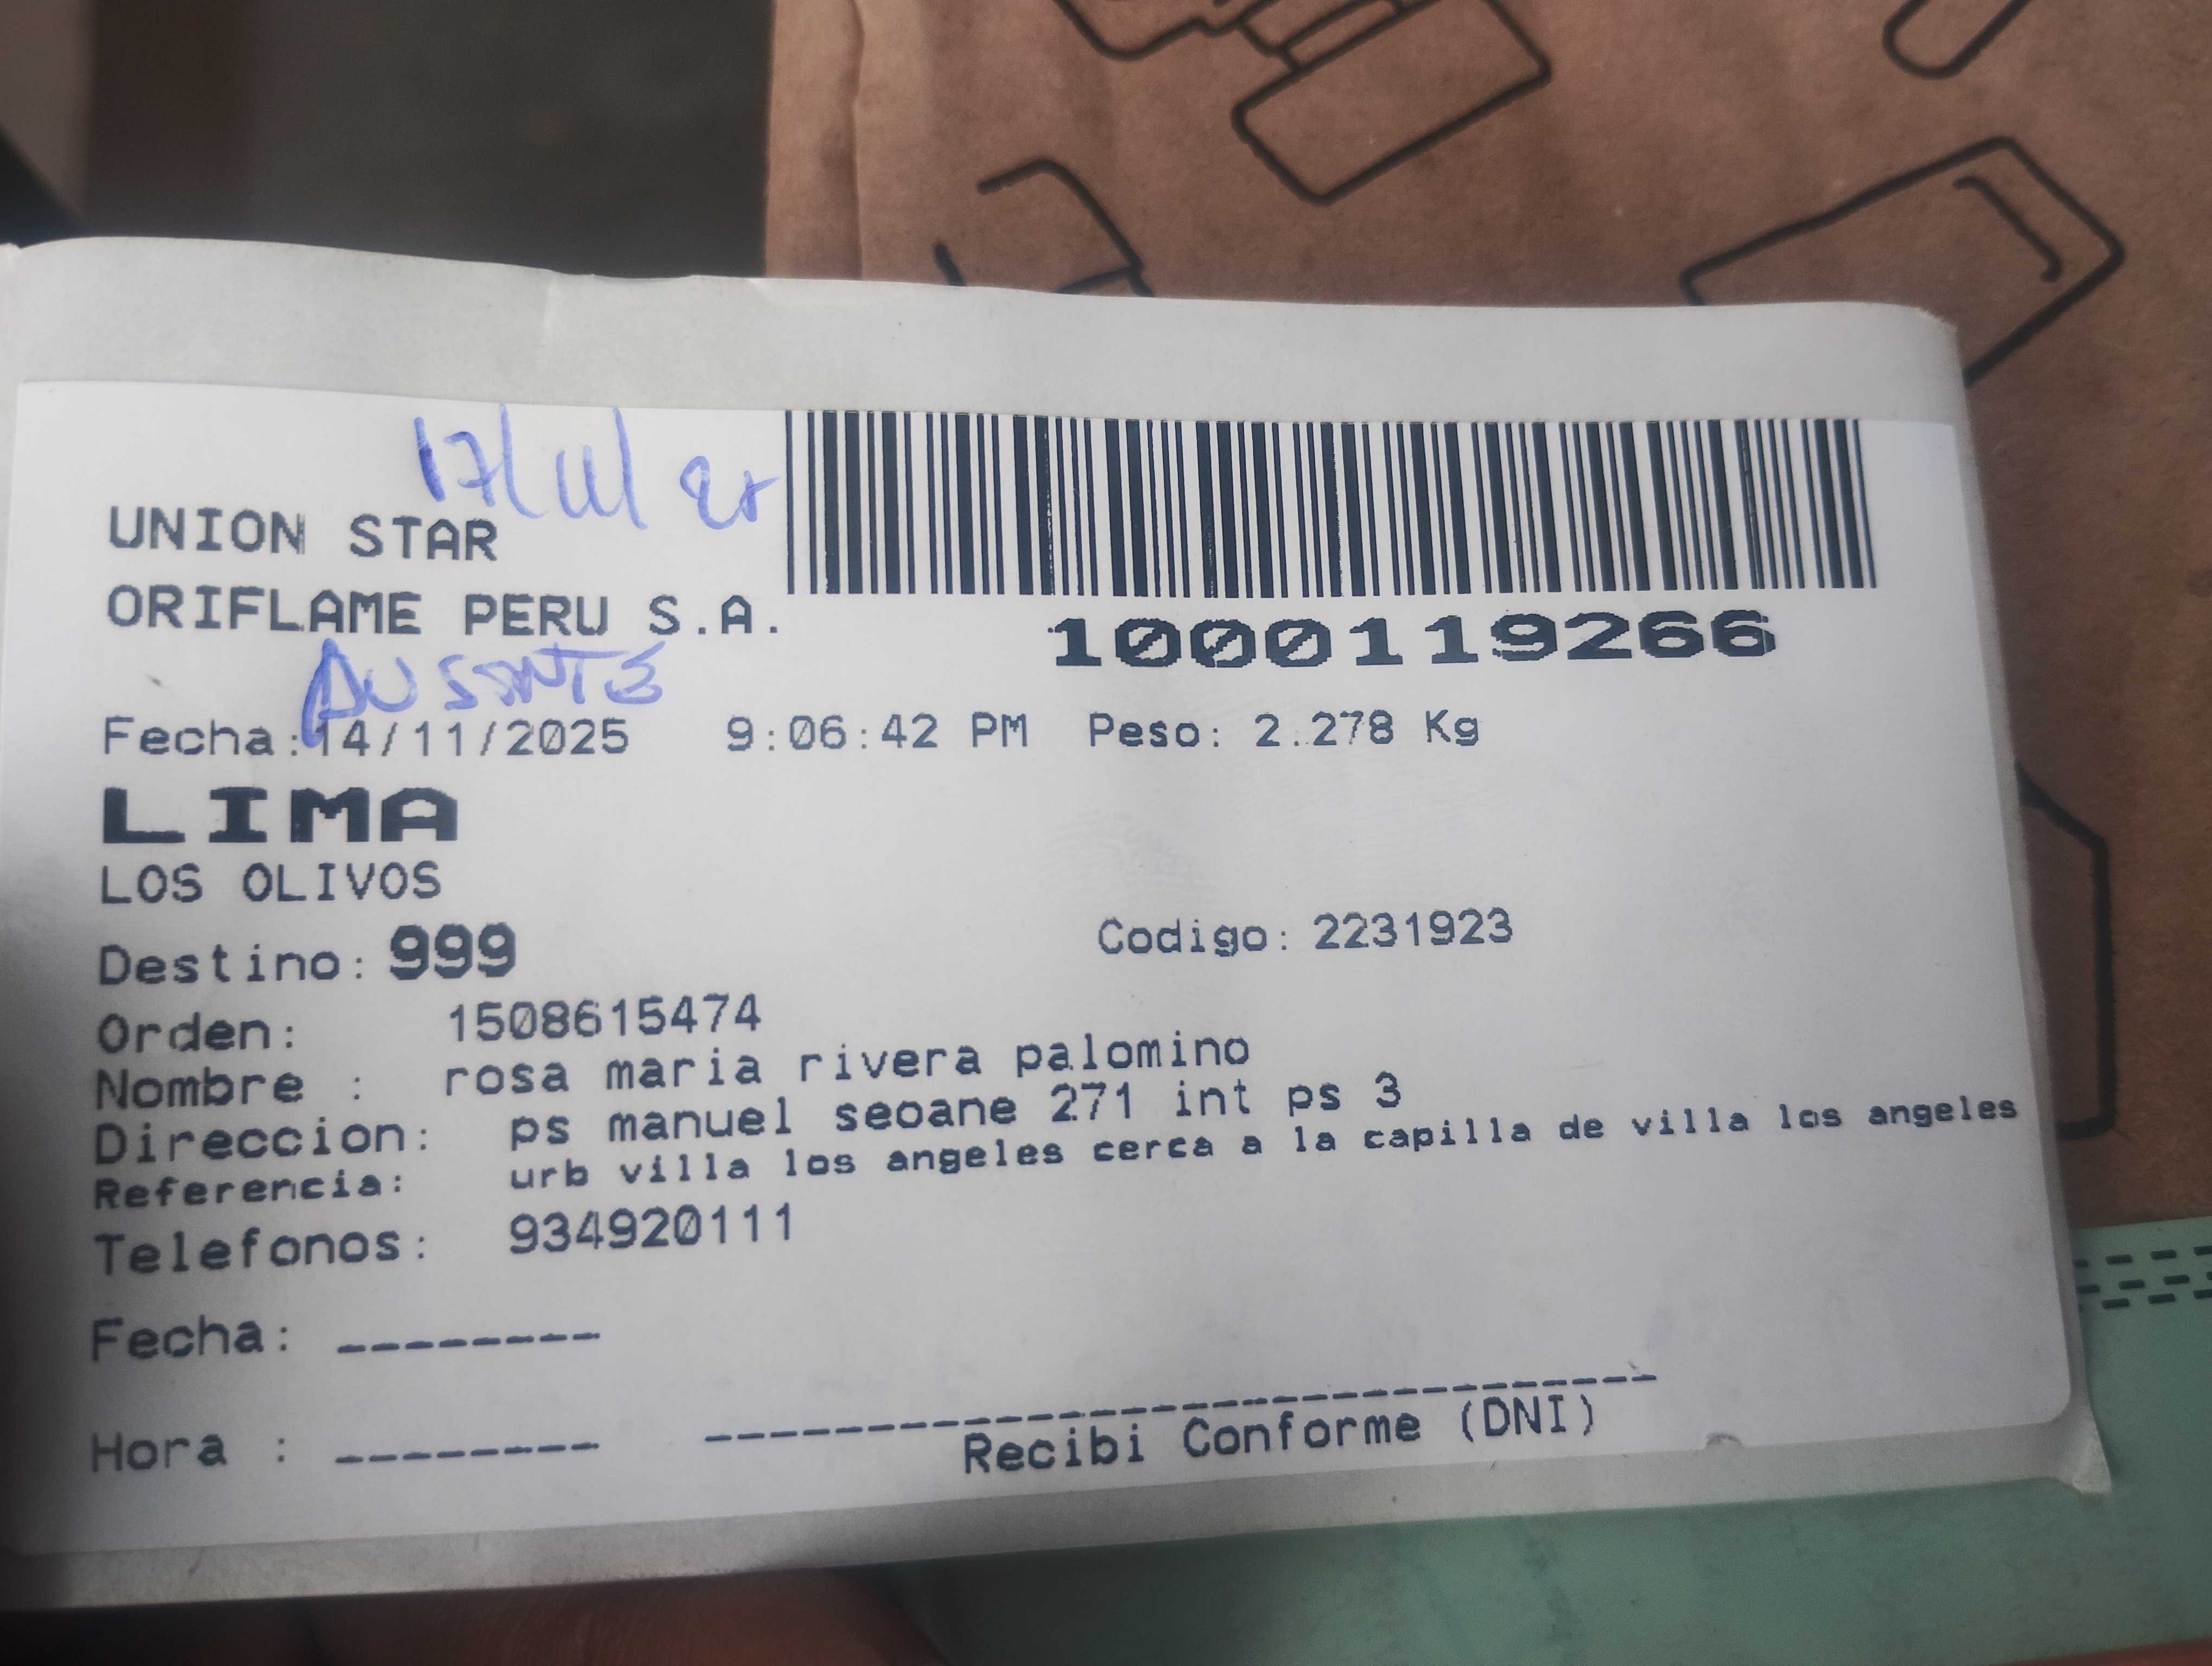 17/11/25
UNION STAR
ORIFLAME PERU S.A.
1000119266
AUSENTE
Fecha:14/11/2025 9:06:42 PM Peso: 2.278 Kg
LIMA
LOS OLIVOS
Destino: 999 Codigo: 2231923
Orden: 1508615474
Nombre : rosa maria rivera palomino
Direccion: ps manuel seoane 271 int ps 3
Referencia: urb villa los angeles cerca a la capilla de villa los angeles
Telefonos: 934920111
Fecha: --------
Hora : --------
Recibi Conforme (DNI)